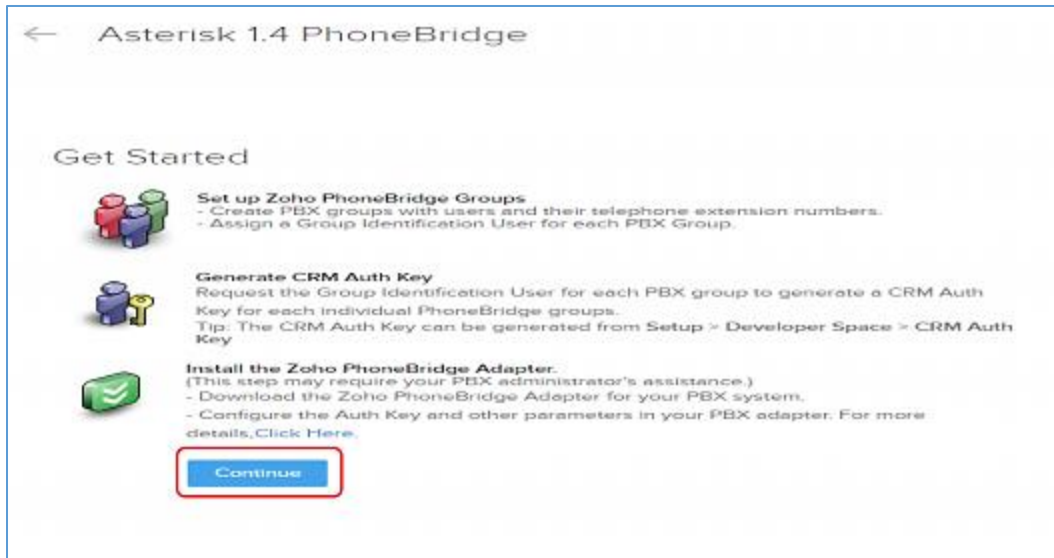 Asterisk 1.4 PhoneBridge
Get Started
Set up Zoho PhoneBridge Groups
- Create PBX groups with users and their telephone extension numbers.
- Assign a Group Identification User for each PBX Group.
Generate CRM Auth Key
Request the Group Identification User for each PBX group to generate a CRM Auth
Key for each individual PhoneBridge groups.
Tip: The CRM Auth Key can be generated from Setup > Developer Space > CRM Auth
Key
Install the Zoho PhoneBridge Adapter.
(This step may require your PBX administrator's assistance.)
- Download the Zoho PhoneBridge Adapter for your PBX system.
- Configure the Auth Key and other parameters in your PBX adapter. For more
details,Click Here.
Continue